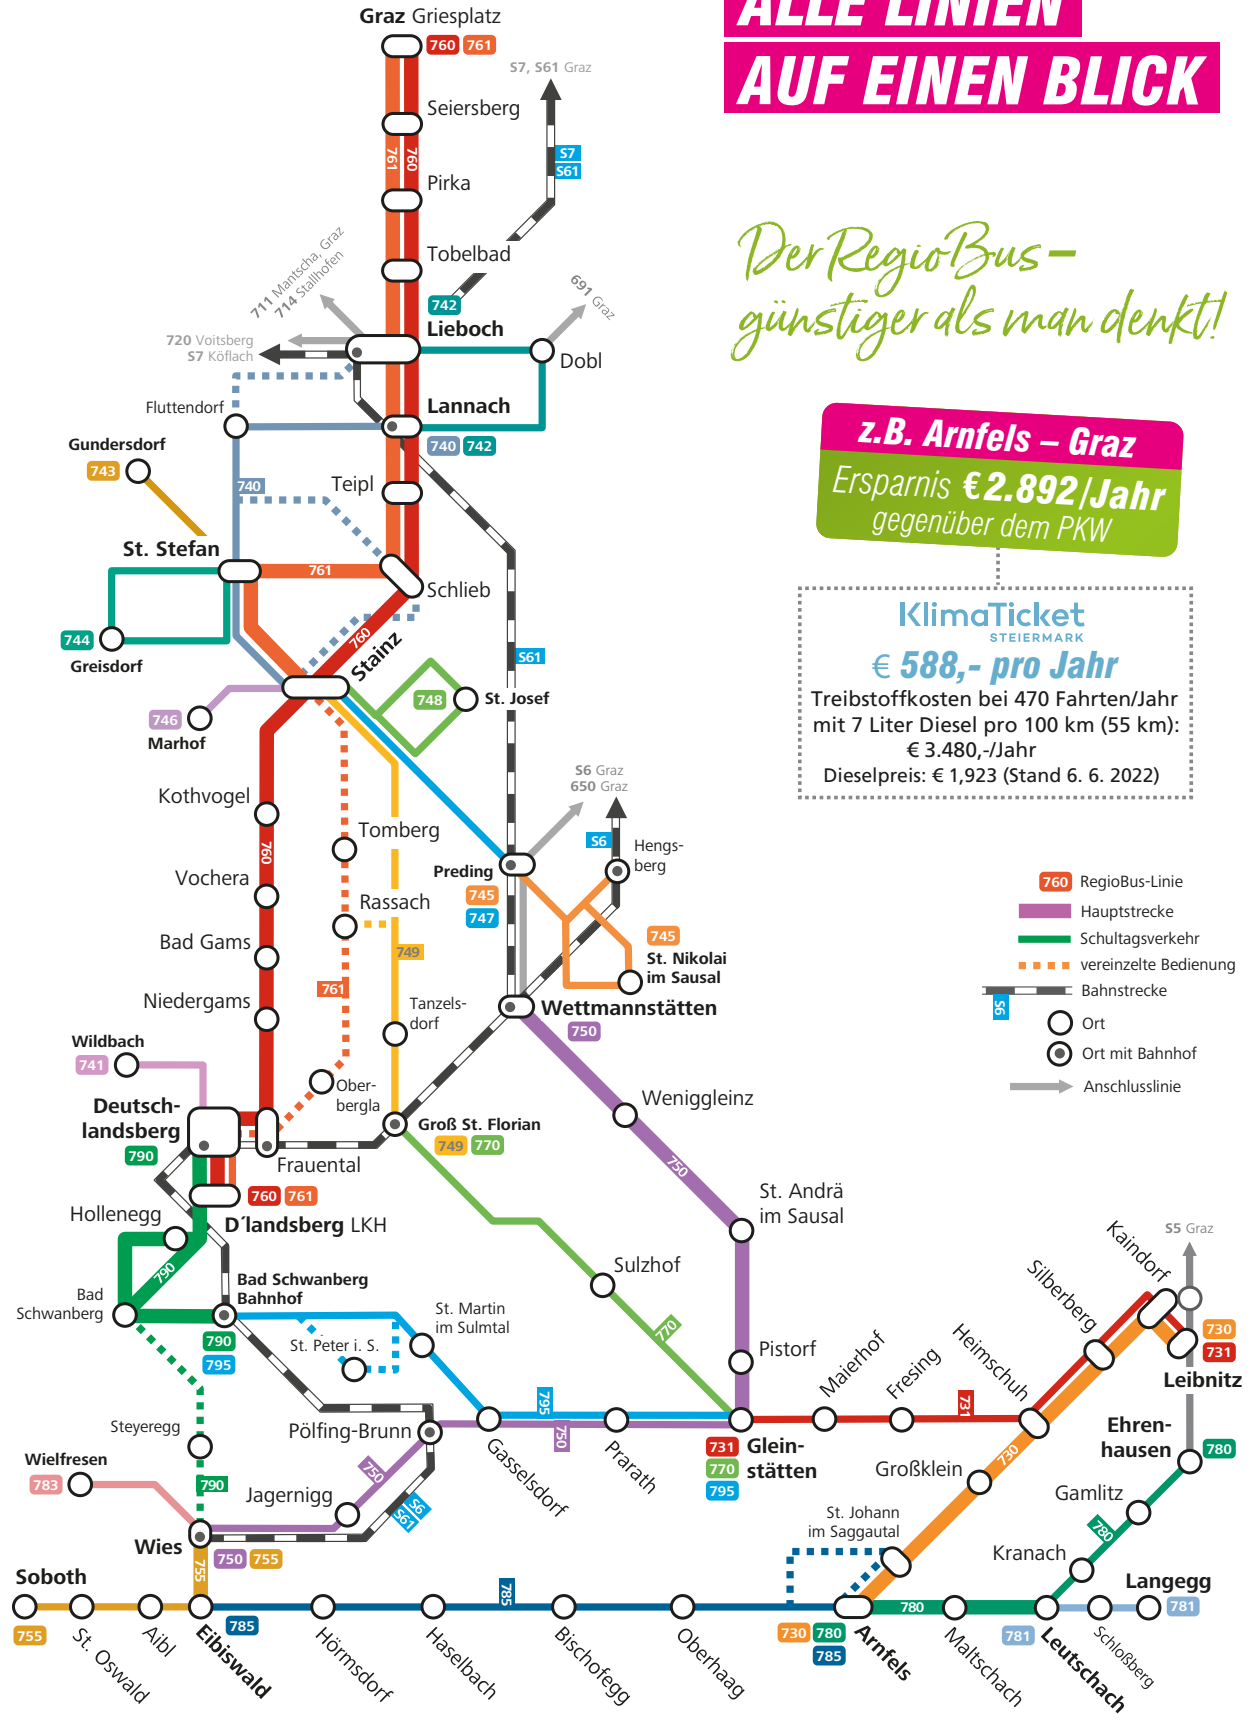 ALLE LINIEN
AUF EINEN BLICK
Der RegioBus –
günstiger als man denkt!
z.B. Arnfels – Graz
Ersparnis € 2.892/Jahr
gegenüber dem PKW
KlimaTicket
STEIERMARK
€ 588,- pro Jahr
Treibstoffkosten bei 470 Fahrten/Jahr
mit 7 Liter Diesel pro 100 km (55 km):
€ 3.480,-/Jahr
Dieselpreis: € 1,923 (Stand 6. 6. 2022)
760 RegioBus-Linie
Hauptstrecke
Schultagsverkehr
vereinzelte Bedienung
Bahnstrecke
S6
Ort
Ort mit Bahnhof
Anschlusslinie
Graz Griesplatz
760 761
S7, S61 Graz
Seiersberg
761
760
S7
S61
Pirka
Tobelbad
711 Mantscha, Graz
714 Stallhofen
742
691 Graz
Lieboch
720 Voitsberg
S7 Köflach
Dobl
Fluttendorf
Lannach
740 742
Gundersdorf
743
740
Teipl
St. Stefan
761
Schlieb
744
Greisdorf
760
Stainz
S61
748
St. Josef
746
Marhof
S6 Graz
650 Graz
Kothvogel
Tomberg
S6
Hengs-
berg
760
Preding
745
747
Vochera
Rassach
749
745
St. Nikolai
im Sausal
Bad Gams
761
Niedergams
Tanzels-
dorf
Wettmannstätten
750
Wildbach
741
Ober-
bergla
Weniggleinz
Deutsch-
landsberg
790
Groß St. Florian
749 770
Frauental
750
760 761
D´landsberg LKH
St. Andrä
im Sausal
Hollenegg
790
Sulzhof
Bad
Schwanberg
Bad Schwanberg
Bahnhof
790
795
St. Martin
im Sulmtal
St. Peter i. S.
770
Pistorf
Maierhof
Fresing
Heimschuh
Silberberg
Kaindorf
S5 Graz
730
731
Leibnitz
Steyeregg
Pölfing-Brunn
795
750
Gasselsdorf
Prarath
731
770
795
Glein-
stätten
731
730
Ehren-
hausen
780
Wielfresen
783
790
750
Jagernigg
S6
S61
Großklein
Gamlitz
780
St. Johann
im Saggautal
Kranach
Wies
750 755
755
Soboth
755
St. Oswald
Aibl
Eibiswald
785
Hörmsdorf
Haselbach
785
Bischofegg
Oberhaag
730 780
785
Arnfels
780
Maltschach
781
Leutschach
Schloßberg
Langegg
781